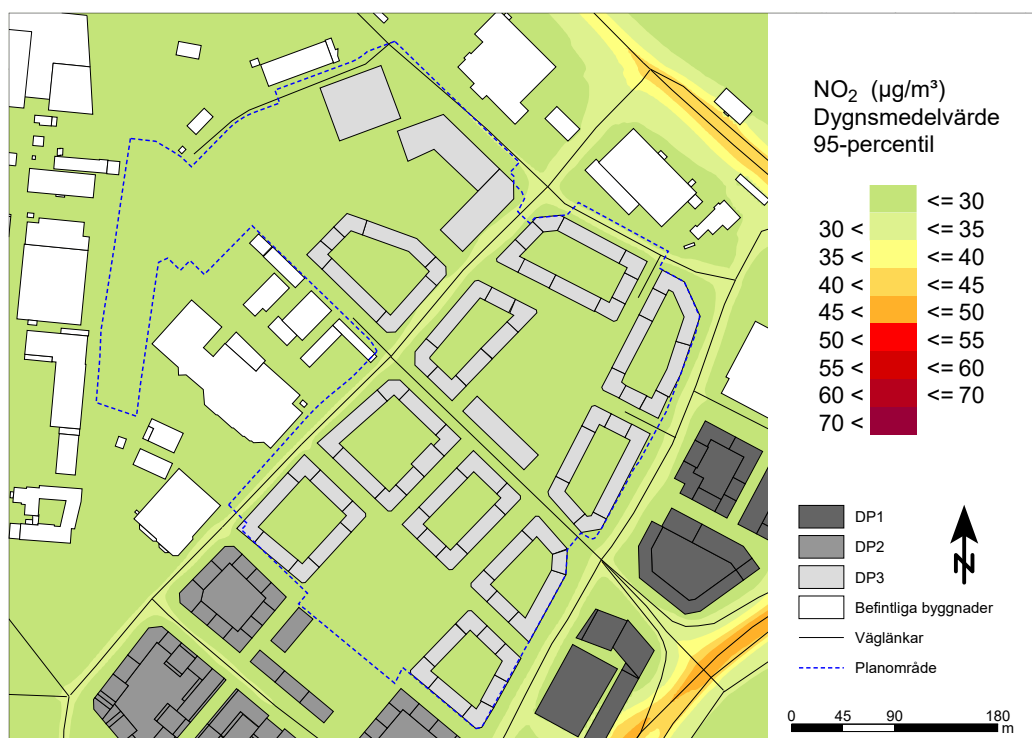 NO₂ (µg/m³)
Dygnsmedelvärde
95-percentil
<= 30
30 < <= 35
35 < <= 40
40 < <= 45
45 < <= 50
50 < <= 55
55 < <= 60
60 < <= 70
70 <
DP1
DP2
DP3
Befintliga byggnader
Väglänkar
Planområde
N
0 45 90 180
m